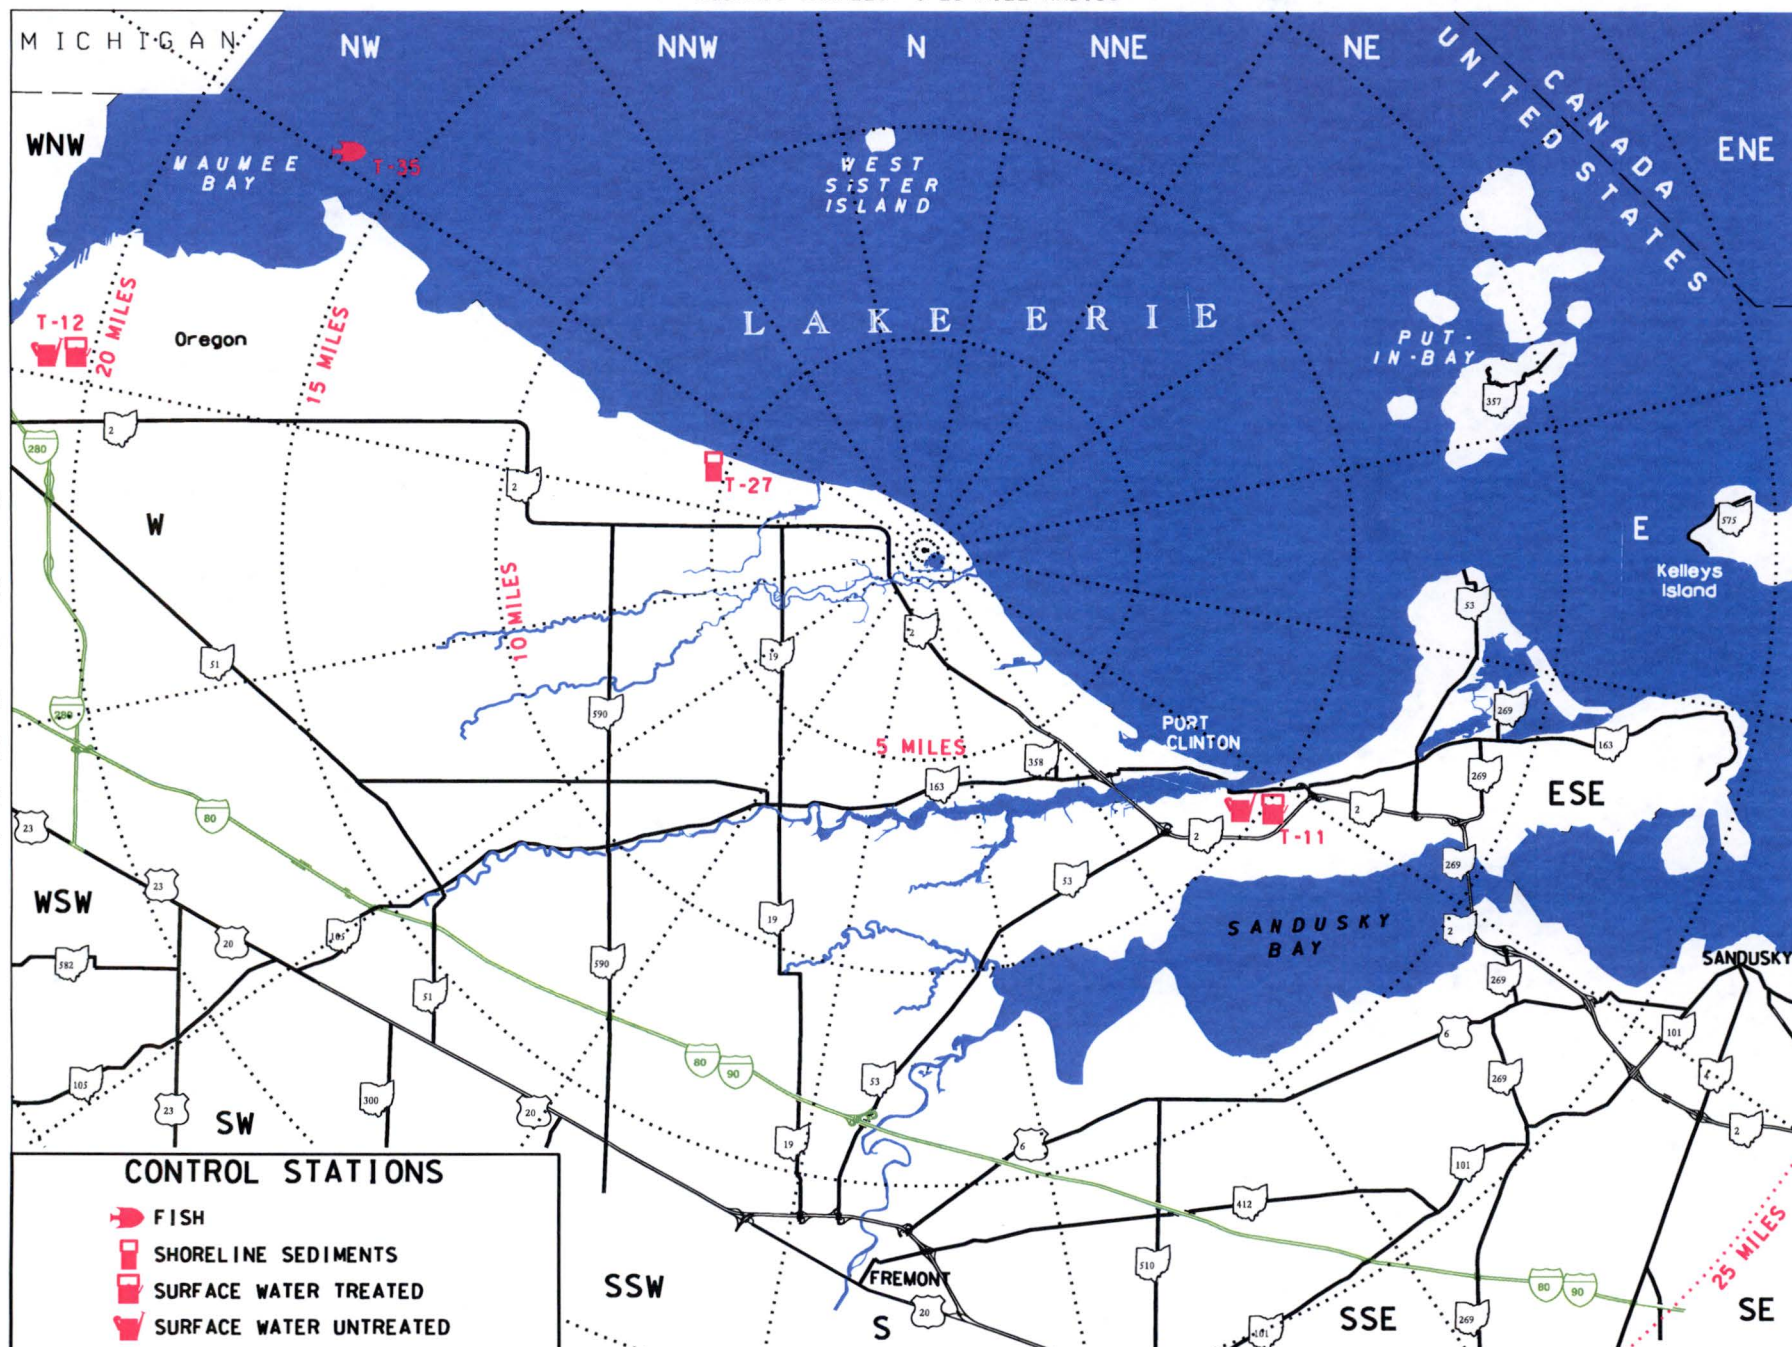 MICHIGAN
NW
NNW
N
NNE
NE
CANADA
UNITED STATES
WNW
ENE
MAUMEE
BAY
T-35
WEST
SISTER
ISLAND
T-12
20 MILES
15 MILES
Oregon
LAKE ERIE
PUT-
IN-BAY
357
2
280
2
T-27
W
E
575
Kelleys
Island
10 MILES
53
2
19
51
590
280
269
PORT
CLINTON
5 MILES
358
163
163
269
ESE
80
23
2
2
T-11
269
WSW
23
53
19
SANDUSKY
BAY
2
20
105
582
590
51
269
SANDUSKY
6
101
80
90
53
269
105
23
300
20
SW
19
6
2
101
412
CONTROL STATIONS
FISH
SHORELINE SEDIMENTS
SURFACE WATER TREATED
SURFACE WATER UNTREATED
SSW
FREMONT
20
S
510
80
90
25 MILES
SE
SSE
269
101